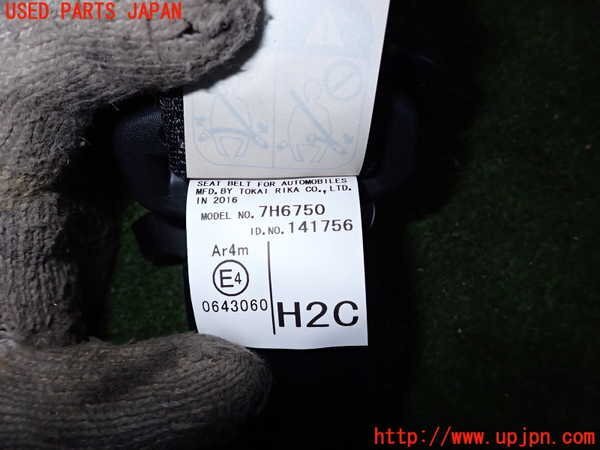 USED PARTS JAPAN
SEAT BELT FOR AUTOMOBILES
MFD.BY TOKAI RIKA CO.,LTD.
IN 2016
MODEL NO. 7H6750
ID.NO. 141756
Ar4m
E4
0643060
H2C
http://www.upjpn.com/